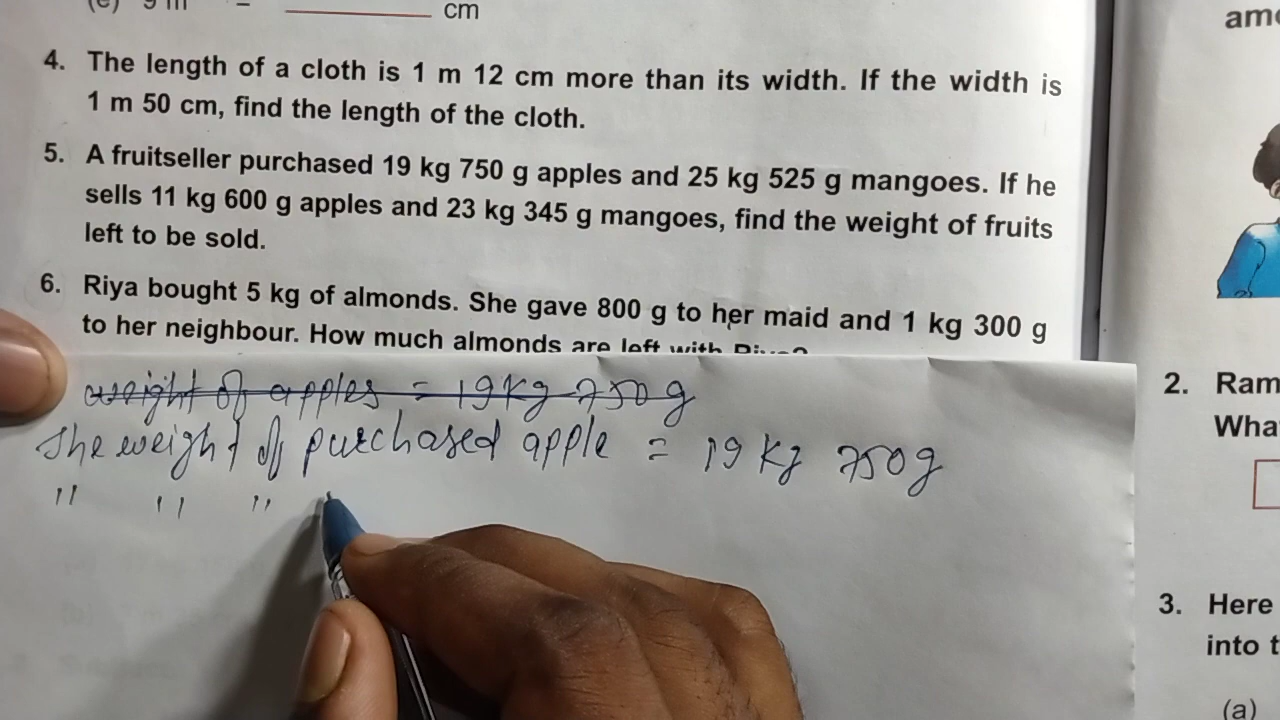 (e) 9 m = ________ cm
4. The length of a cloth is 1 m 12 cm more than its width. If the width is
1 m 50 cm, find the length of the cloth.
5. A fruitseller purchased 19 kg 750 g apples and 25 kg 525 g mangoes. If he
sells 11 kg 600 g apples and 23 kg 345 g mangoes, find the weight of fruits
left to be sold.
6. Riya bought 5 kg of almonds. She gave 800 g to her maid and 1 kg 300 g
to her neighbour. How much almonds are left with Riya?
weight of apples = 19 kg 750 g
The weight of purchased apple = 19 kg 750 g
" " "
2. Ram
3. Here
into t
(a)